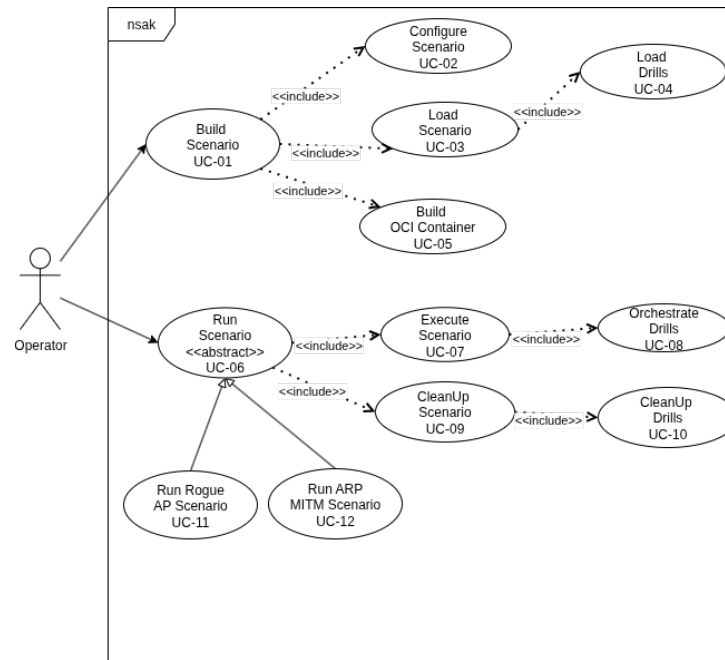 nsak
Configure
Scenario
UC-02
Load
Drills
UC-04
<<include>>
<<include>>
Build
Scenario
UC-01
Load
Scenario
UC-03
<<include>>
<<include>>
Build
OCI Container
UC-05
Operator
Run
Scenario
<<abstract>>
UC-06
<<include>>
Execute
Scenario
UC-07
<<include>>
Orchestrate
Drills
UC-08
<<include>>
CleanUp
Scenario
UC-09
<<include>>
CleanUp
Drills
UC-10
Run Rogue
AP Scenario
UC-11
Run ARP
MITM Scenario
UC-12